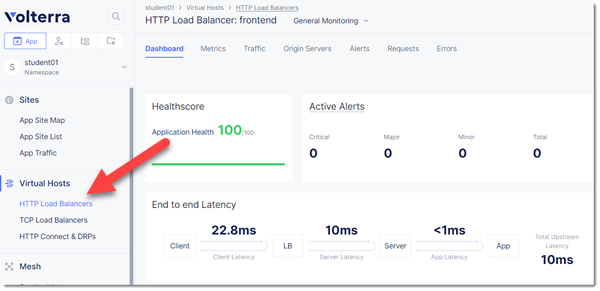 Volterra
App
S
student01
Namespace
Sites
App Site Map
App Site List
App Traffic
Virtual Hosts
HTTP Load Balancers
TCP Load Balancers
HTTP Connect & DRPs
Mesh
student01 > Virtual Hosts > HTTP Load Balancers
HTTP Load Balancer: frontend General Monitoring
Dashboard Metrics Traffic Origin Servers Alerts Requests Errors
Healthscore
Application Health 100/100
Active Alerts
Critical Major Minor Total
0 0 0 0
End to end Latency
22.8ms 10ms <1ms
Client LB Server App
Client Latency Server Latency App Latency
Total Upstream
Latency
10ms